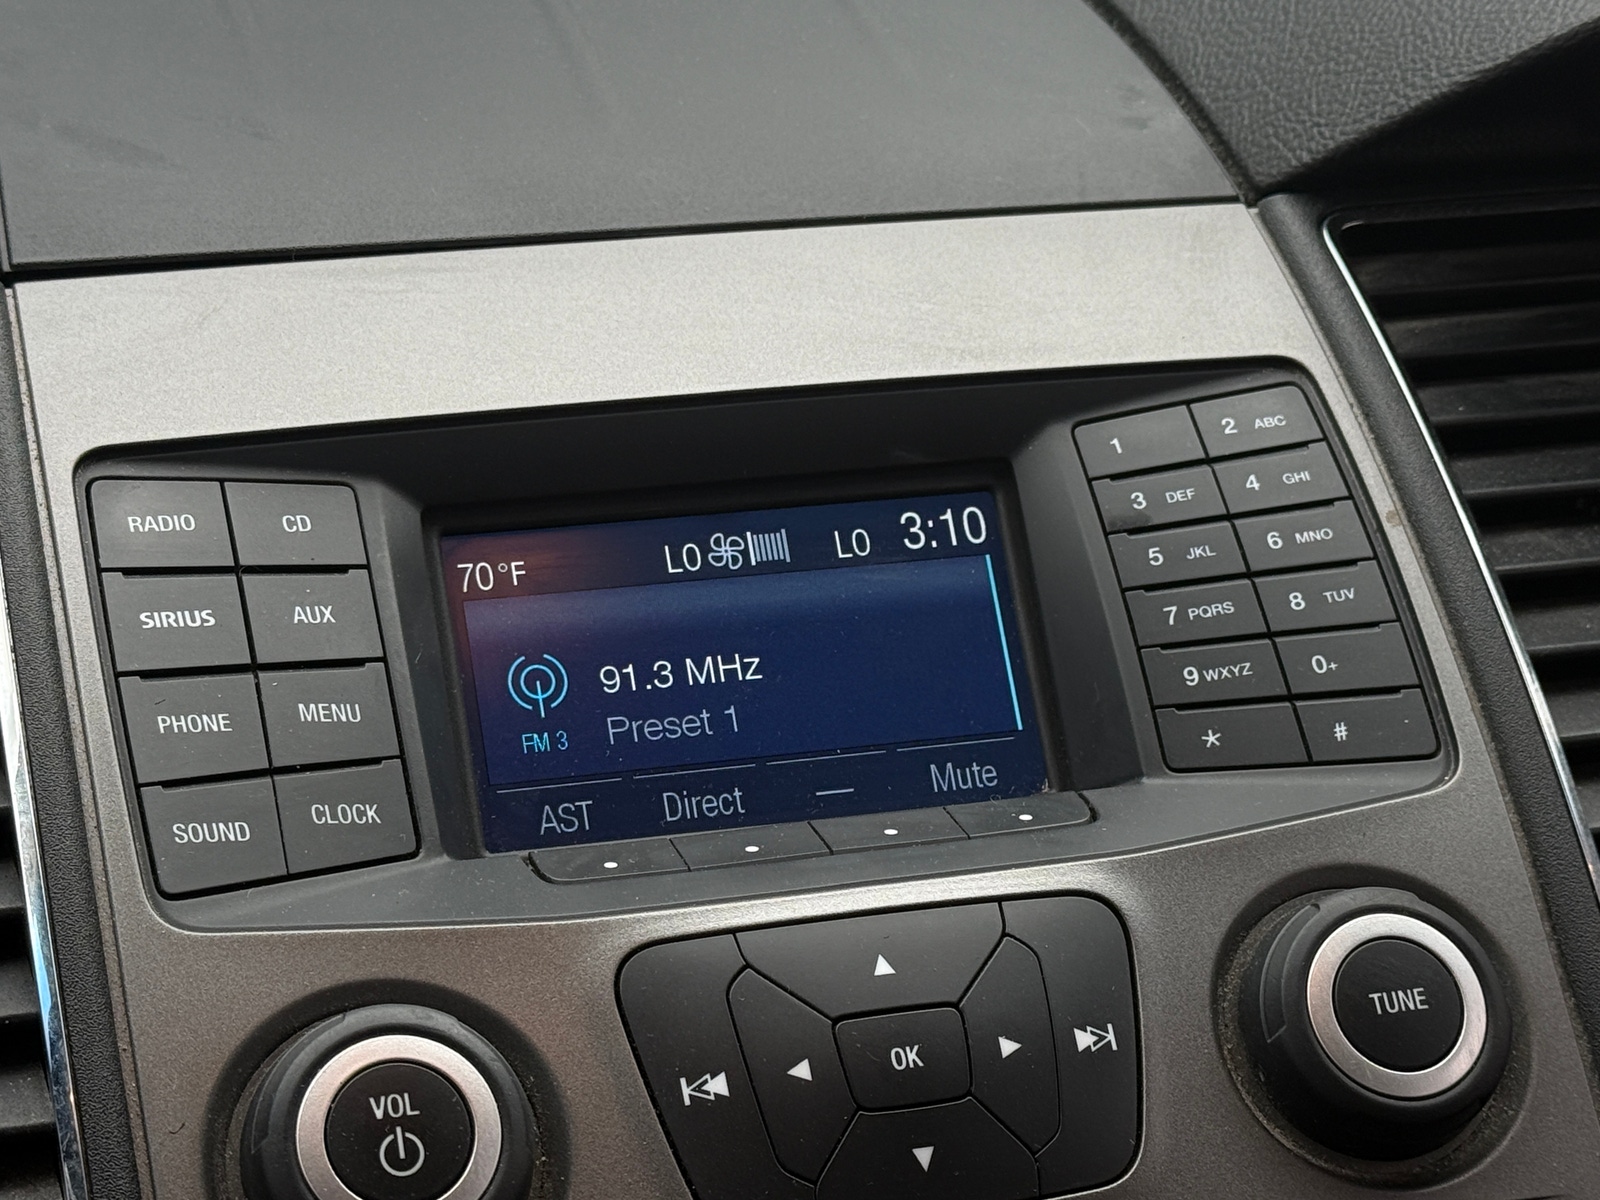 RADIO
CD
SIRIUS
AUX
PHONE
MENU
SOUND
CLOCK
70°F
LO
LO
3:10
91.3 MHz
FM 3
Preset 1
AST
Direct
—
Mute
1
2 ABC
3 DEF
4 GHI
5 JKL
6 MNO
7 PQRS
8 TUV
9 WXYZ
0+
*
#
VOL
OK
TUNE